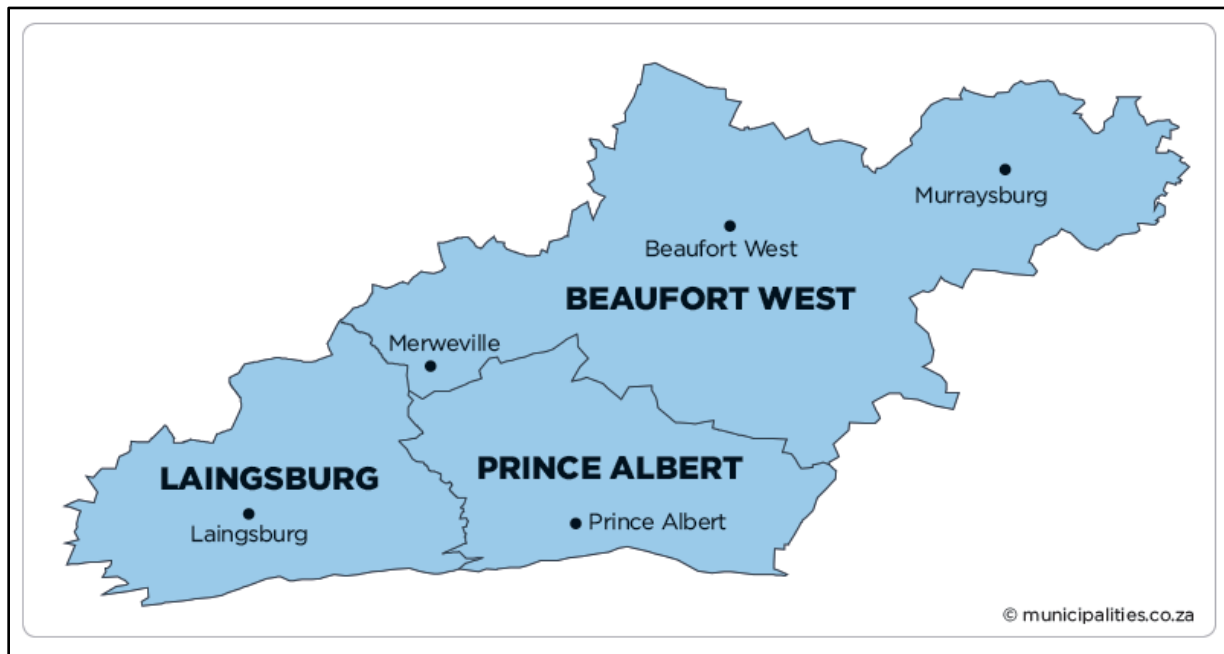 Murraysburg
Beaufort West
BEAUFORT WEST
Merweville
LAINGSBURG
PRINCE ALBERT
Laingsburg
Prince Albert
© municipalities.co.za